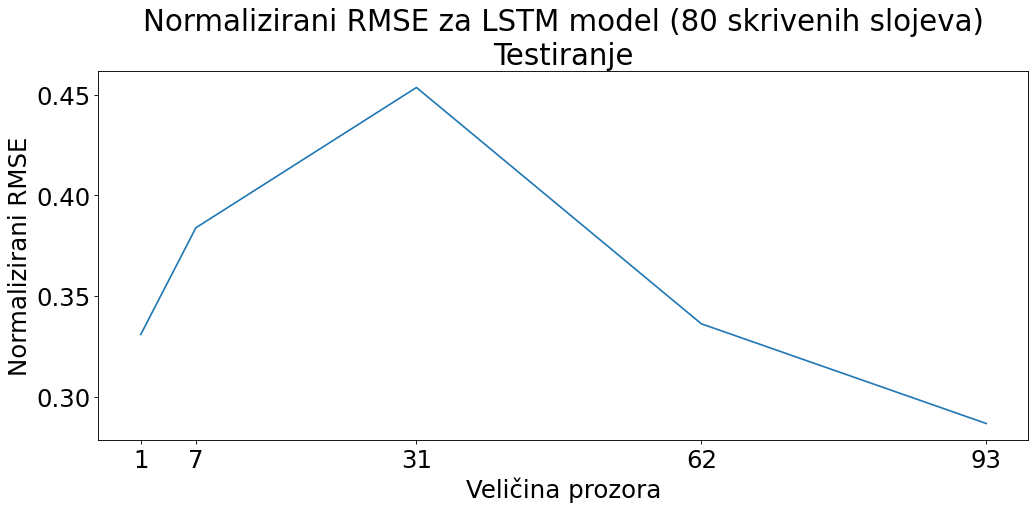 Normalizirani RMSE za LSTM model (80 skrivenih slojeva)
Testiranje
Normalizirani RMSE
0.45
0.40
0.35
0.30
1 7 31 62 93
Veličina prozora